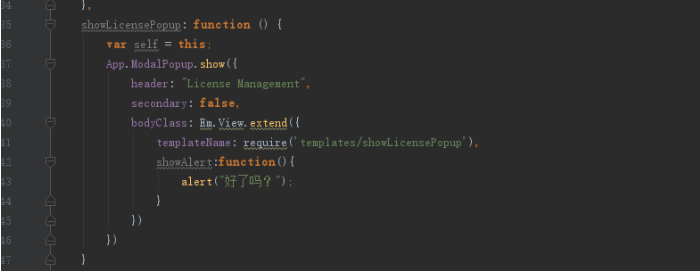 34 },
35 showLicensePopup: function () {
36 var self = this;
37 App.ModalPopup.show({
38 header: "License Management",
39 secondary: false,
40 bodyClass: Em.View.extend({
41 templateName: require('templates/showLicensePopup'),
42 showAlert:function(){
43 alert("好了吗？");
44 }
45 })
46 })
47 }